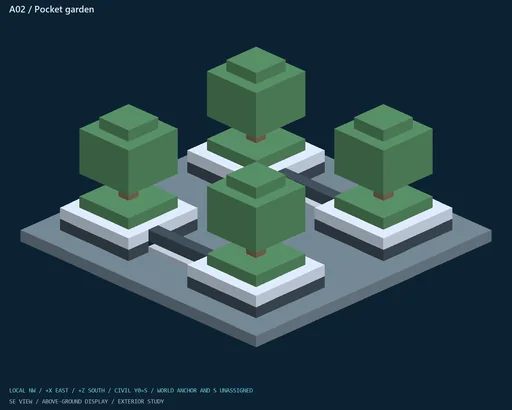 A02 / Pocket garden
LOCAL NW / +X EAST / +Z SOUTH / CIVIL Y0=S / WORLD ANCHOR AND S UNASSIGNED
SE VIEW / ABOVE-GROUND DISPLAY / EXTERIOR STUDY